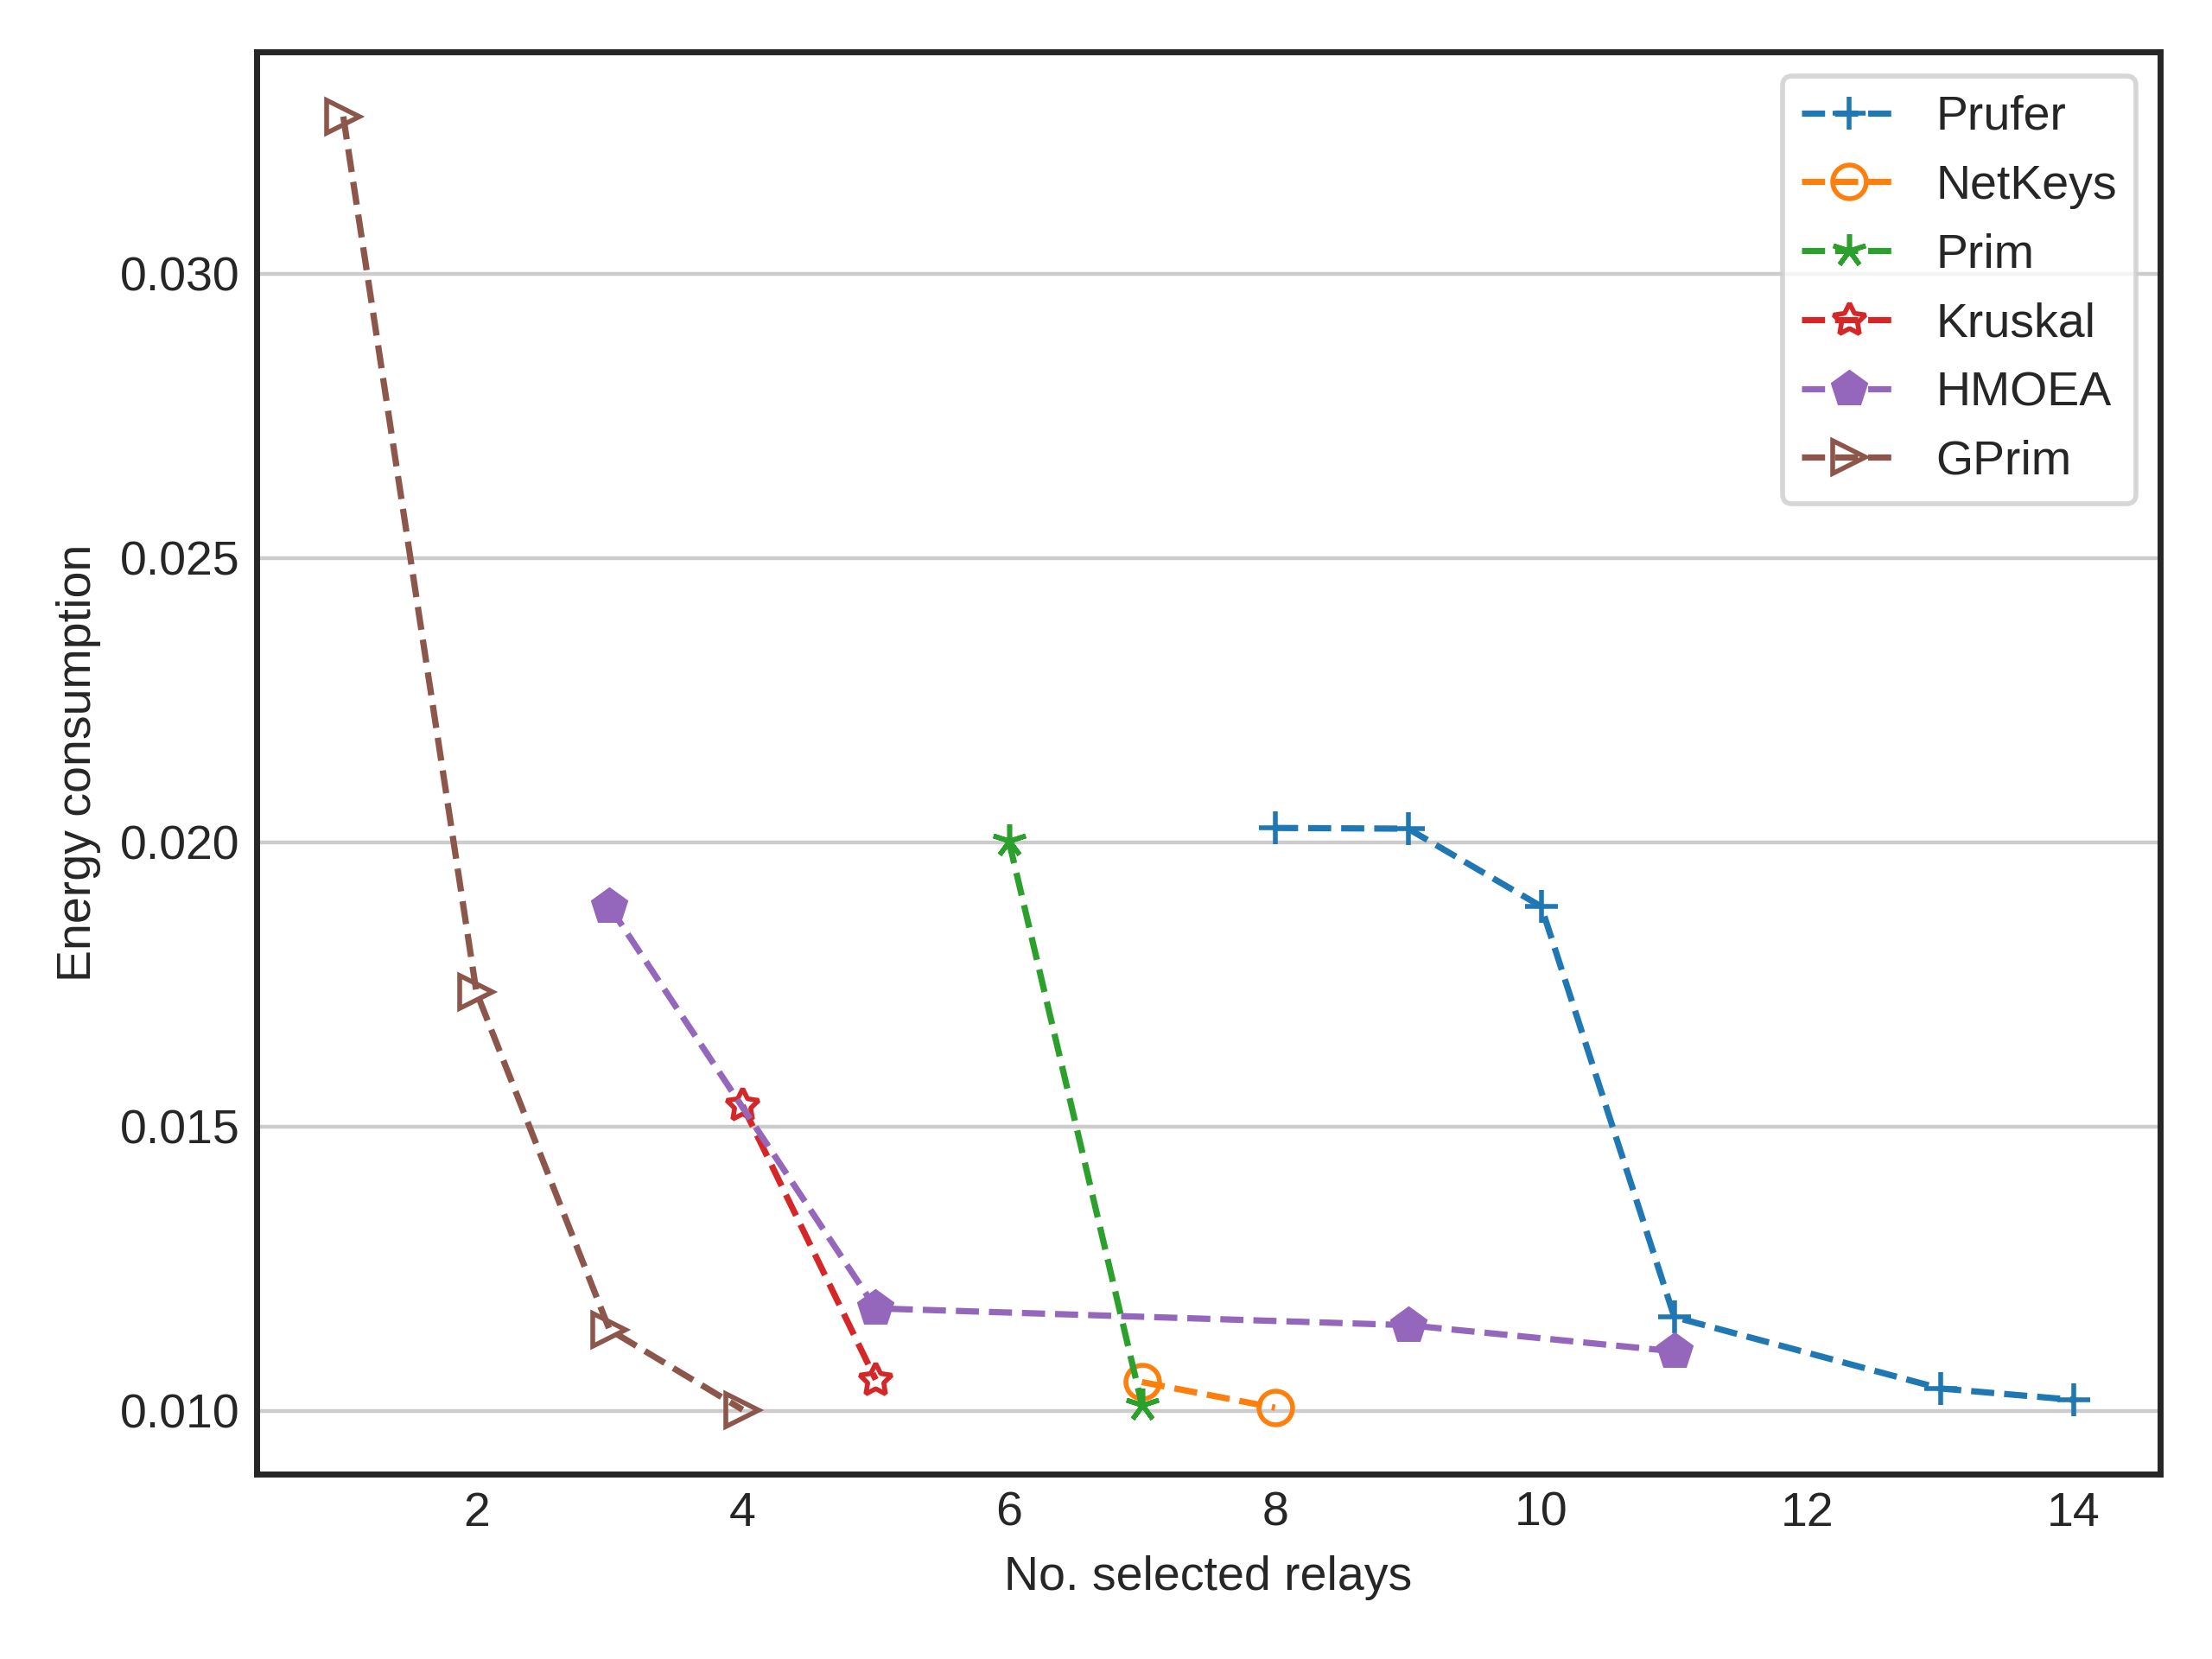 Prufer
NetKeys
Prim
Kruskal
HMOEA
GPrim
Energy consumption
0.030
0.025
0.020
0.015
0.010
2 4 6 8 10 12 14
No. selected relays